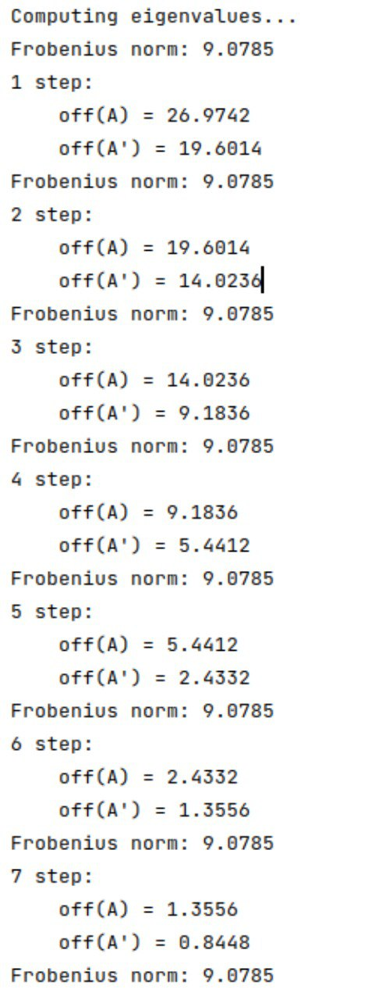 Computing eigenvalues...
Frobenius norm: 9.0785
1 step:
    off(A) = 26.9742
    off(A') = 19.6014
Frobenius norm: 9.0785
2 step:
    off(A) = 19.6014
    off(A') = 14.0236
Frobenius norm: 9.0785
3 step:
    off(A) = 14.0236
    off(A') = 9.1836
Frobenius norm: 9.0785
4 step:
    off(A) = 9.1836
    off(A') = 5.4412
Frobenius norm: 9.0785
5 step:
    off(A) = 5.4412
    off(A') = 2.4332
Frobenius norm: 9.0785
6 step:
    off(A) = 2.4332
    off(A') = 1.3556
Frobenius norm: 9.0785
7 step:
    off(A) = 1.3556
    off(A') = 0.8448
Frobenius norm: 9.0785